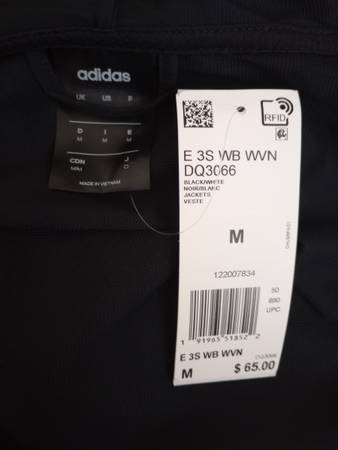 adidas
UK US F
D I E
M M M
CDN J
MADE IN VIETNAM
RFID
E 3S WB WVN
DQ3066
BLACK/WHITE
NOIR/BLANC
JACKETS
VESTE
M
122007834
50
890
UPC
1 91965 51852 2
E 3S WB WVN DQ3066
M $ 65.00